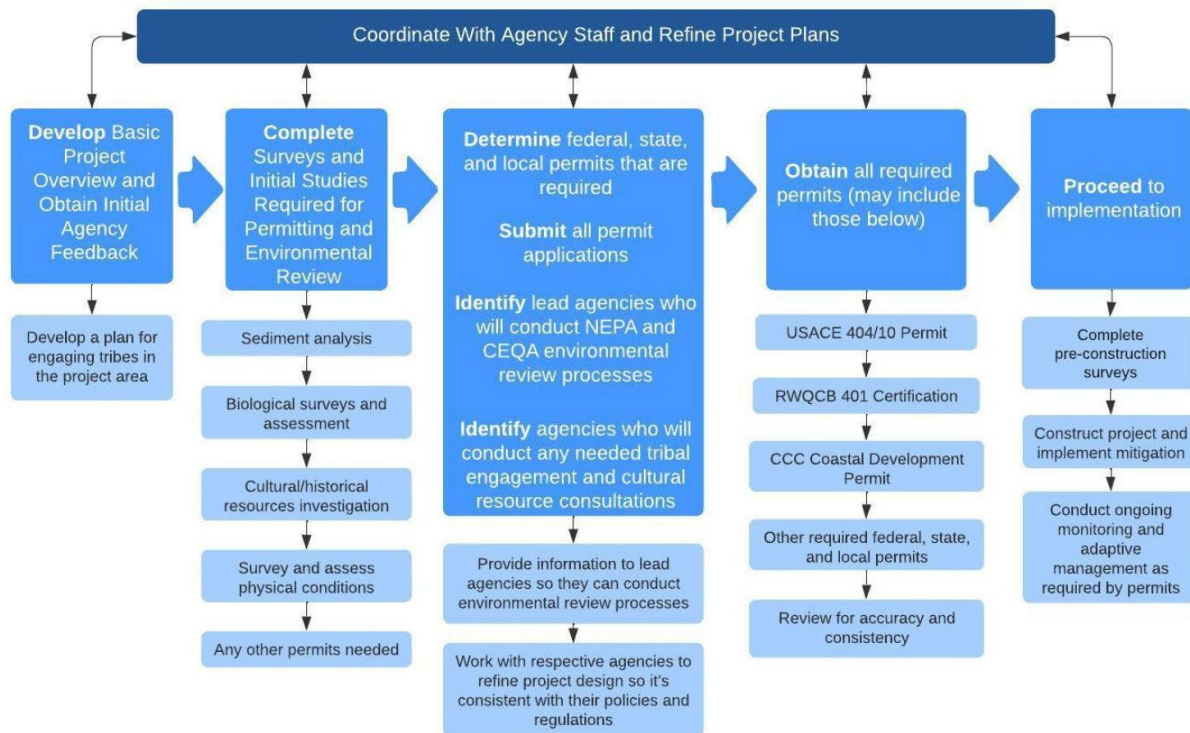 Coordinate With Agency Staff and Refine Project Plans
Develop Basic
Project
Overview and
Obtain Initial
Agency
Feedback
Develop a plan for
engaging tribes in
the project area
Complete
Surveys and
Initial Studies
Required for
Permitting and
Environmental
Review
Sediment analysis
Biological surveys and
assessment
Cultural/historical
resources investigation
Survey and assess
physical conditions
Any other permits needed
Determine federal, state,
and local permits that are
required
Submit all permit
applications
Identify lead agencies who
will conduct NEPA and
CEQA environmental
review processes
Identify agencies who will
conduct any needed tribal
engagement and cultural
resource consultations
Provide information to lead
agencies so they can conduct
environmental review processes
Work with respective agencies to
refine project design so it's
consistent with their policies and
regulations
Obtain all required
permits (may include
those below)
USACE 404/10 Permit
RWQCB 401 Certification
CCC Coastal Development
Permit
Other required federal, state,
and local permits
Review for accuracy and
consistency
Proceed to
implementation
Complete
pre-construction
surveys
Construct project and
implement mitigation
Conduct ongoing
monitoring and
adaptive
management as
required by permits